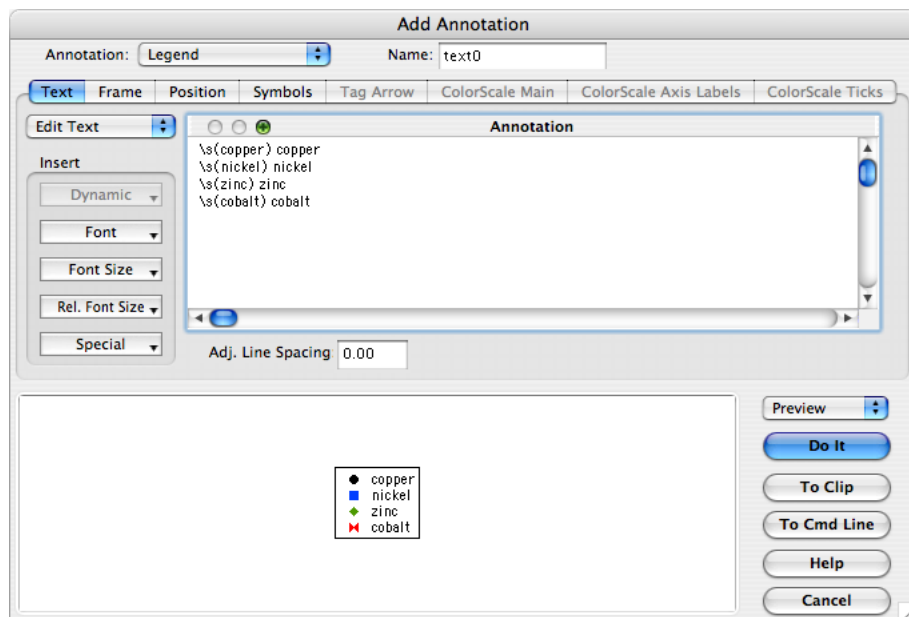 Add Annotation
Annotation: Legend Name: text0
Text Frame Position Symbols Tag Arrow ColorScale Main ColorScale Axis Labels ColorScale Ticks
Edit Text
Insert
Dynamic
Font
Font Size
Rel. Font Size
Special
Annotation
\s(copper) copper
\s(nickel) nickel
\s(zinc) zinc
\s(cobalt) cobalt
Adj. Line Spacing: 0.00
copper
nickel
zinc
cobalt
Preview
Do It
To Clip
To Cmd Line
Help
Cancel